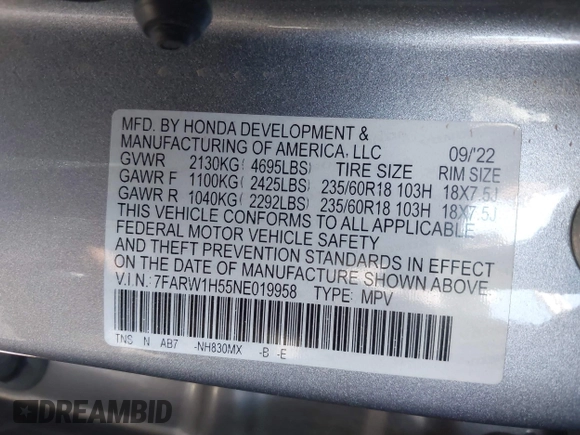 MFD. BY HONDA DEVELOPMENT &
MANUFACTURING OF AMERICA, LLC 09/'22
GVWR 2130KG( 4695LBS) TIRE SIZE RIM SIZE
GAWR F 1100KG( 2425LBS) 235/60R18 103H 18X7.5J
GAWR R 1040KG( 2292LBS) 235/60R18 103H 18X7.5J
THIS VEHICLE CONFORMS TO ALL APPLICABLE
FEDERAL MOTOR VEHICLE SAFETY
AND THEFT PREVENTION STANDARDS IN EFFECT
ON THE DATE OF MANUFACTURE SHOWN ABOVE.
V.I.N.: 7FARW1H55NE019958 TYPE: MPV
TNS N AB7 -NH830MX -B -E
DREAMBID